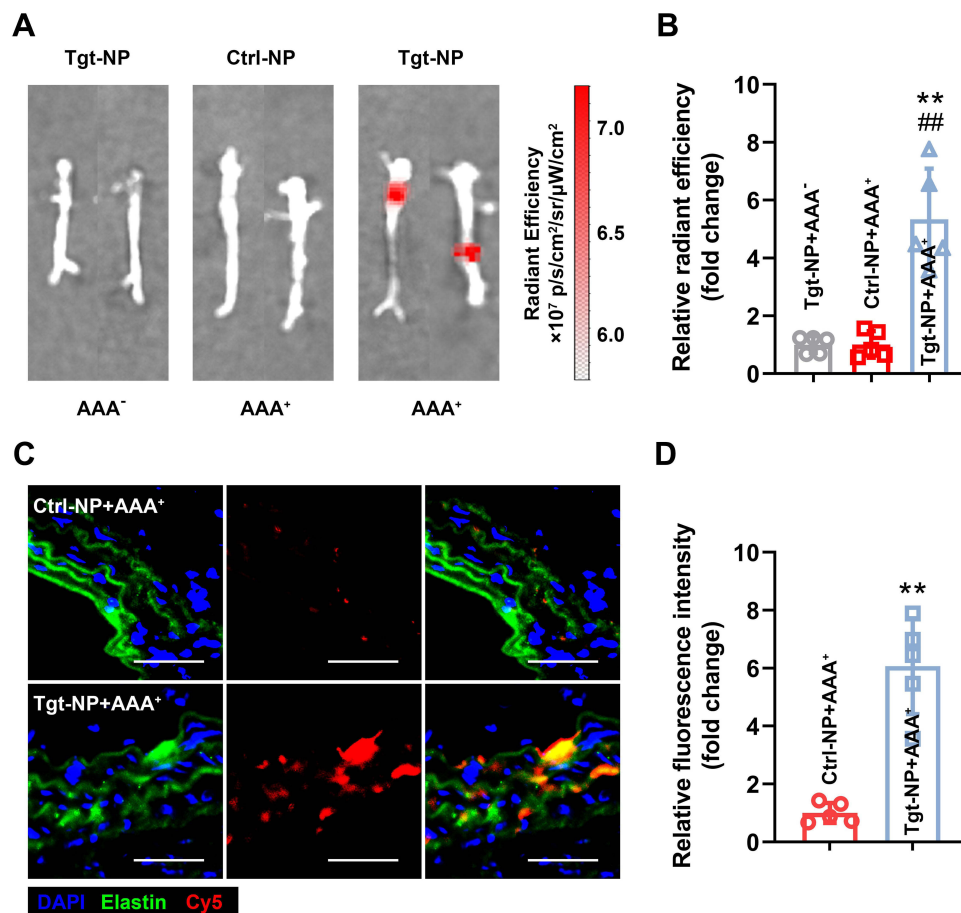 A
Tgt-NP
Ctrl-NP
Tgt-NP
AAA⁻
AAA⁺
AAA⁺
Radiant Efficiency
×10⁷ p/s/cm²/sr/µW/cm²
7.0
6.5
6.0
B
Relative radiant efficiency
(fold change)
10
8
6
4
2
0
Tgt-NP+AAA⁻
Ctrl-NP+AAA⁺
Tgt-NP+AAA⁺
**
##
C
Ctrl-NP+AAA⁺
Tgt-NP+AAA⁺
DAPI Elastin Cy5
D
Relative fluorescence intensity
(fold change)
10
8
6
4
2
0
Ctrl-NP+AAA⁺
Tgt-NP+AAA⁺
**